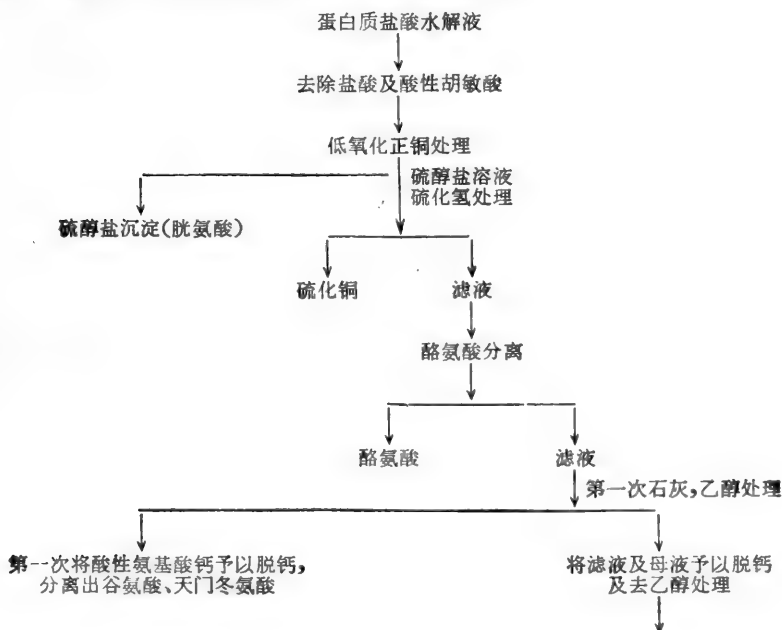 蛋白质盐酸水解液
去除盐酸及酸性胡敏酸
低氧化正铜处理
硫醇盐溶液
硫化氢处理
硫醇盐沉淀(胱氨酸)
硫化铜
滤液
酪氨酸分离
酪氨酸
滤液
第一次石灰,乙醇处理
第一次将酸性氨基酸钙予以脱钙,
分离出谷氨酸、天门冬氨酸
将滤液及母液予以脱钙
及去乙醇处理